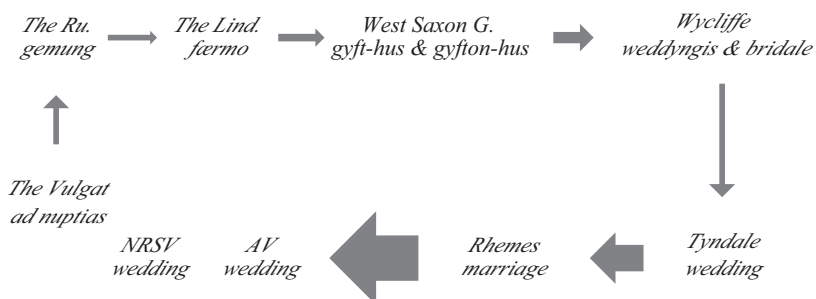 The Ru.
gemung
The Lind.
færmo
West Saxon G.
gyft-hus & gyfton-hus
Wycliffe
weddyngis & bridale
The Vulgat
ad nuptias
NRSV
wedding
AV
wedding
Rhemes
marriage
Tyndale
wedding